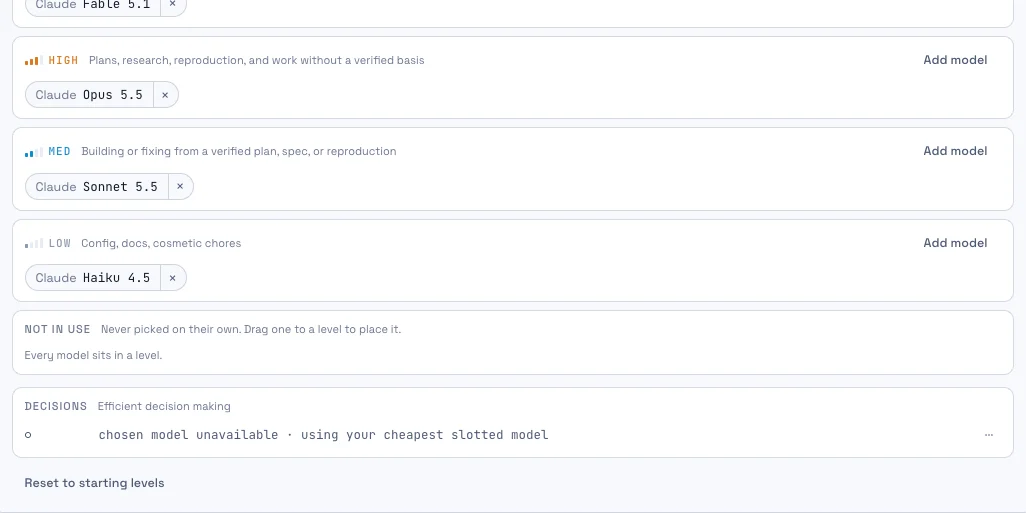 Claude Fable 5.1 ×
HIGH Plans, research, reproduction, and work without a verified basis Add model
Claude Opus 5.5 ×
MED Building or fixing from a verified plan, spec, or reproduction Add model
Claude Sonnet 5.5 ×
LOW Config, docs, cosmetic chores Add model
Claude Haiku 4.5 ×
NOT IN USE Never picked on their own. Drag one to a level to place it.
Every model sits in a level.
DECISIONS Efficient decision making
chosen model unavailable · using your cheapest slotted model ...
Reset to starting levels